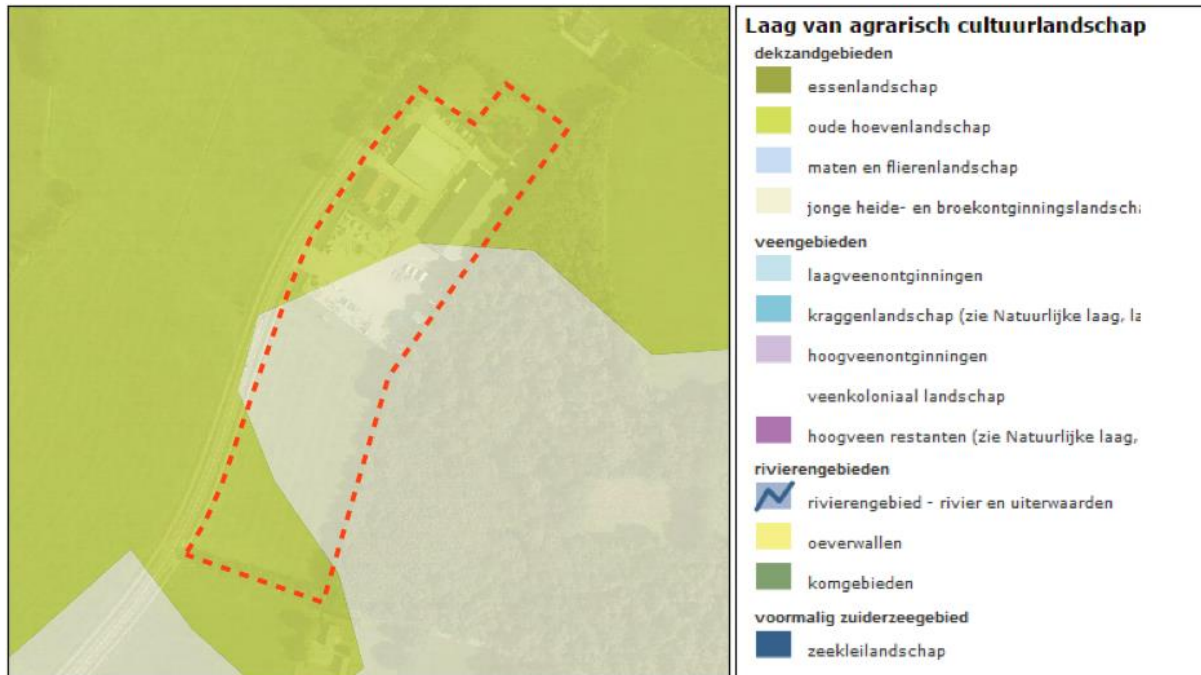 Laag van agrarisch cultuurlandschap
dekzandgebieden
essenlandschap
oude hoevenlandschap
maten en flierenlandschap
jonge heide- en broekontginningslandscha
veengebieden
laagveenontginningen
kraggenlandschap (zie Natuurlijke laag, la
hoogveenontginningen
veenkoloniaal landschap
hoogveen restanten (zie Natuurlijke laag,
rivierengebieden
rivierengebied - rivier en uiterwaarden
oeverwallen
komgebieden
voormalig zuiderzeegebied
zeekleilandschap